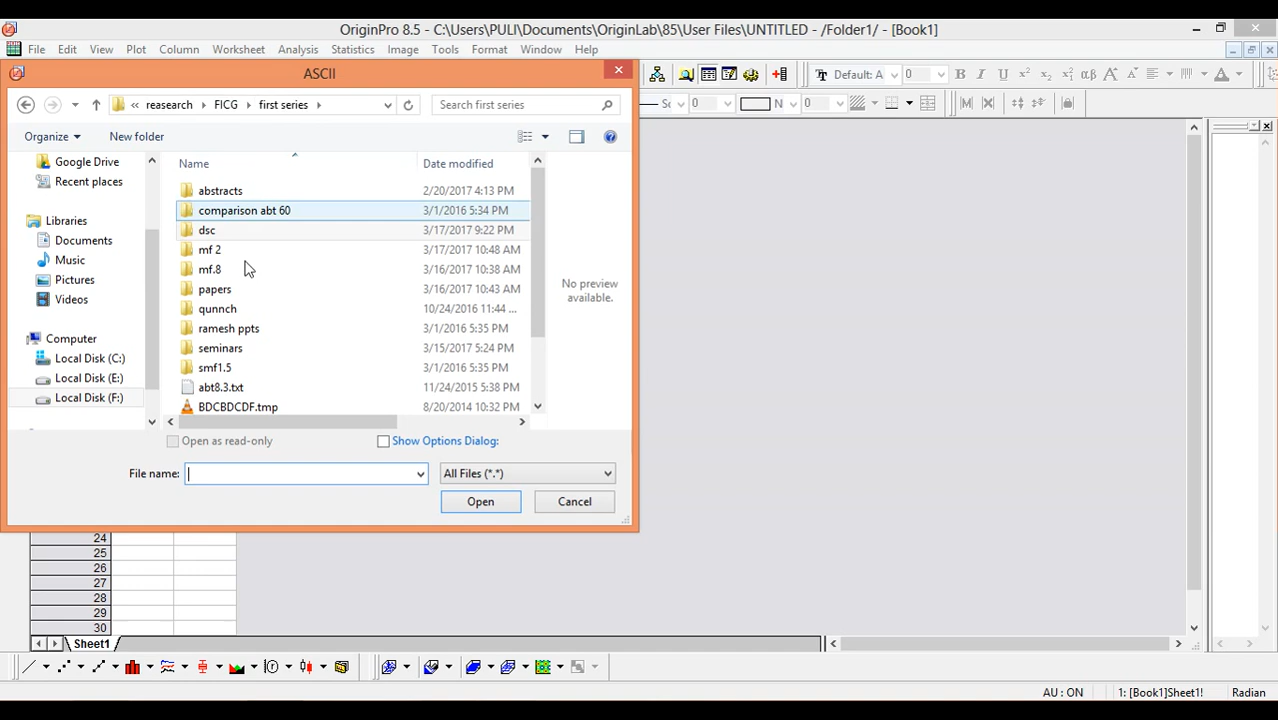 OriginPro 8.5 - C:\Users\PULI\Documents\OriginLab\85\User Files\UNTITLED - /Folder1/ - [Book1]
File Edit View Plot Column Worksheet Analysis Statistics Image Tools Format Window Help
ASCII
Default: A 0 B I U
« reasearch FICG first series Search first series
0 N 0
Organize New folder
Google Drive
Recent places
Libraries
Documents
Music
Pictures
Videos
Computer
Local Disk (C:)
Local Disk (E:)
Local Disk (F:)
Name Date modified
abstracts 2/20/2017 4:13 PM
comparison abt 60 3/1/2016 5:34 PM
dsc 3/17/2017 9:22 PM
mf 2 3/17/2017 10:48 AM
mf.8 3/16/2017 10:38 AM
papers 3/16/2017 10:43 AM
qunnch 10/24/2016 11:44 ...
ramesh ppts 3/1/2016 5:35 PM
seminars 3/15/2017 5:24 PM
smf1.5 3/1/2016 5:35 PM
abt8.3.txt 11/24/2015 5:38 PM
BDCBDCDF.tmp 8/20/2014 10:32 PM
No preview
available.
Open as read-only Show Options Dialog:
File name: All Files (*.*)
Open Cancel
24
25
26
27
28
29
30
Sheet1
AU : ON 1: [Book1]Sheet1! Radian